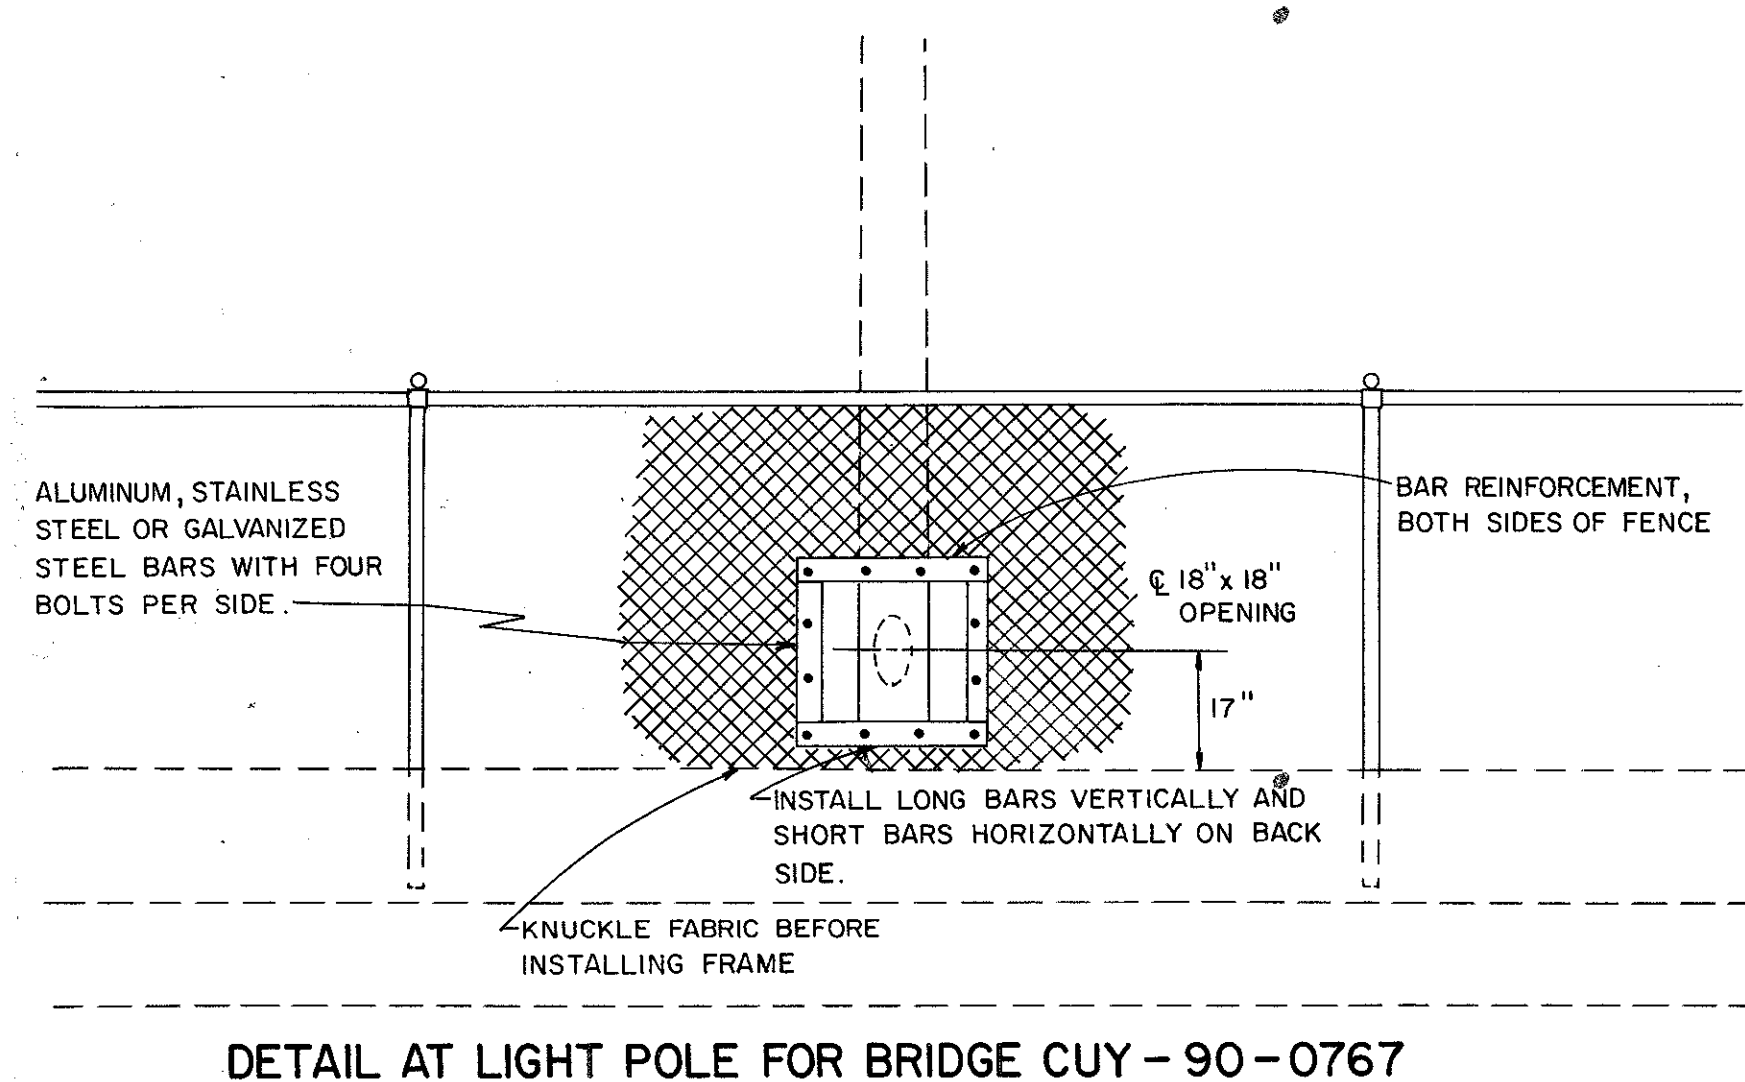 ALUMINUM, STAINLESS
STEEL OR GALVANIZED
STEEL BARS WITH FOUR
BOLTS PER SIDE.
BAR REINFORCEMENT,
BOTH SIDES OF FENCE
℄ 18" x 18"
OPENING
17"
INSTALL LONG BARS VERTICALLY AND
SHORT BARS HORIZONTALLY ON BACK
SIDE.
KNUCKLE FABRIC BEFORE
INSTALLING FRAME
DETAIL AT LIGHT POLE FOR BRIDGE CUY-90-0767